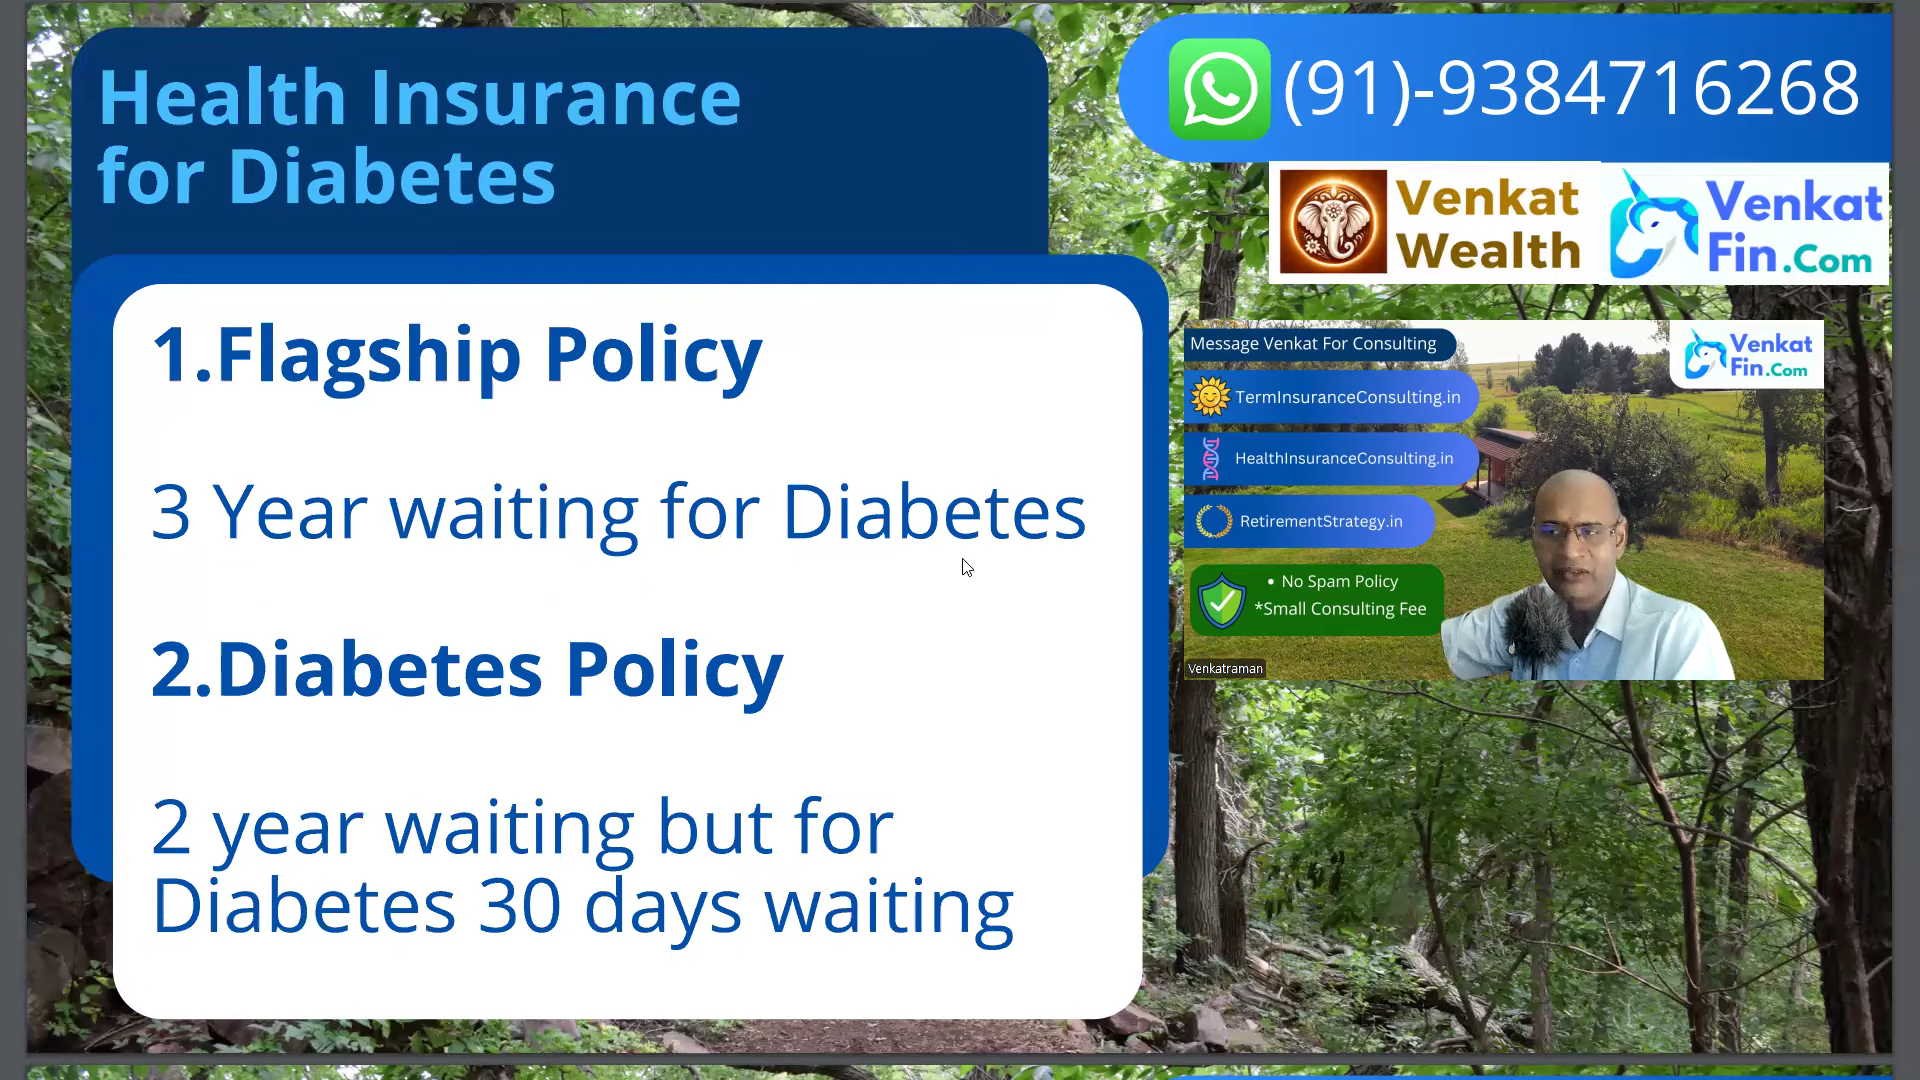 Health Insurance
for Diabetes
1.Flagship Policy
3 Year waiting for Diabetes
2.Diabetes Policy
2 year waiting but for
Diabetes 30 days waiting
(91)-9384716268
Venkat
Wealth
Venkat
Fin.Com
Message Venkat For Consulting
Venkat
Fin.Com
TermInsuranceConsulting.in
HealthInsuranceConsulting.in
RetirementStrategy.in
• No Spam Policy
*Small Consulting Fee
Venkatraman